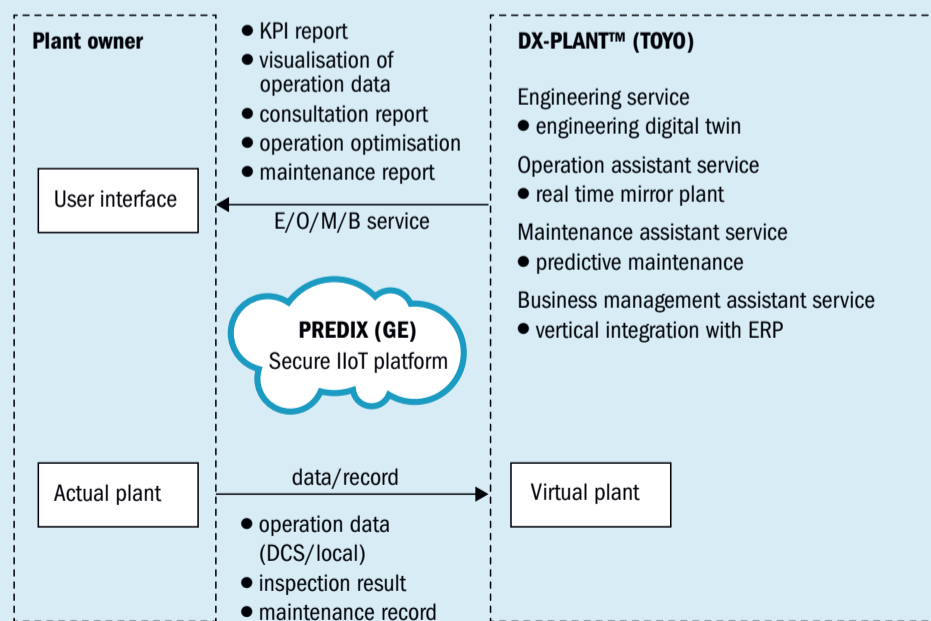 Plant owner
User interface
Actual plant
● KPI report
● visualisation of
operation data
● consultation report
● operation optimisation
● maintenance report
E/O/M/B service
PREDIX (GE)
Secure IIoT platform
data/record
● operation data
(DCS/local)
● inspection result
● maintenance record
DX-PLANT™ (TOYO)
Engineering service
● engineering digital twin
Operation assistant service
● real time mirror plant
Maintenance assistant service
● predictive maintenance
Business management assistant service
● vertical integration with ERP
Virtual plant